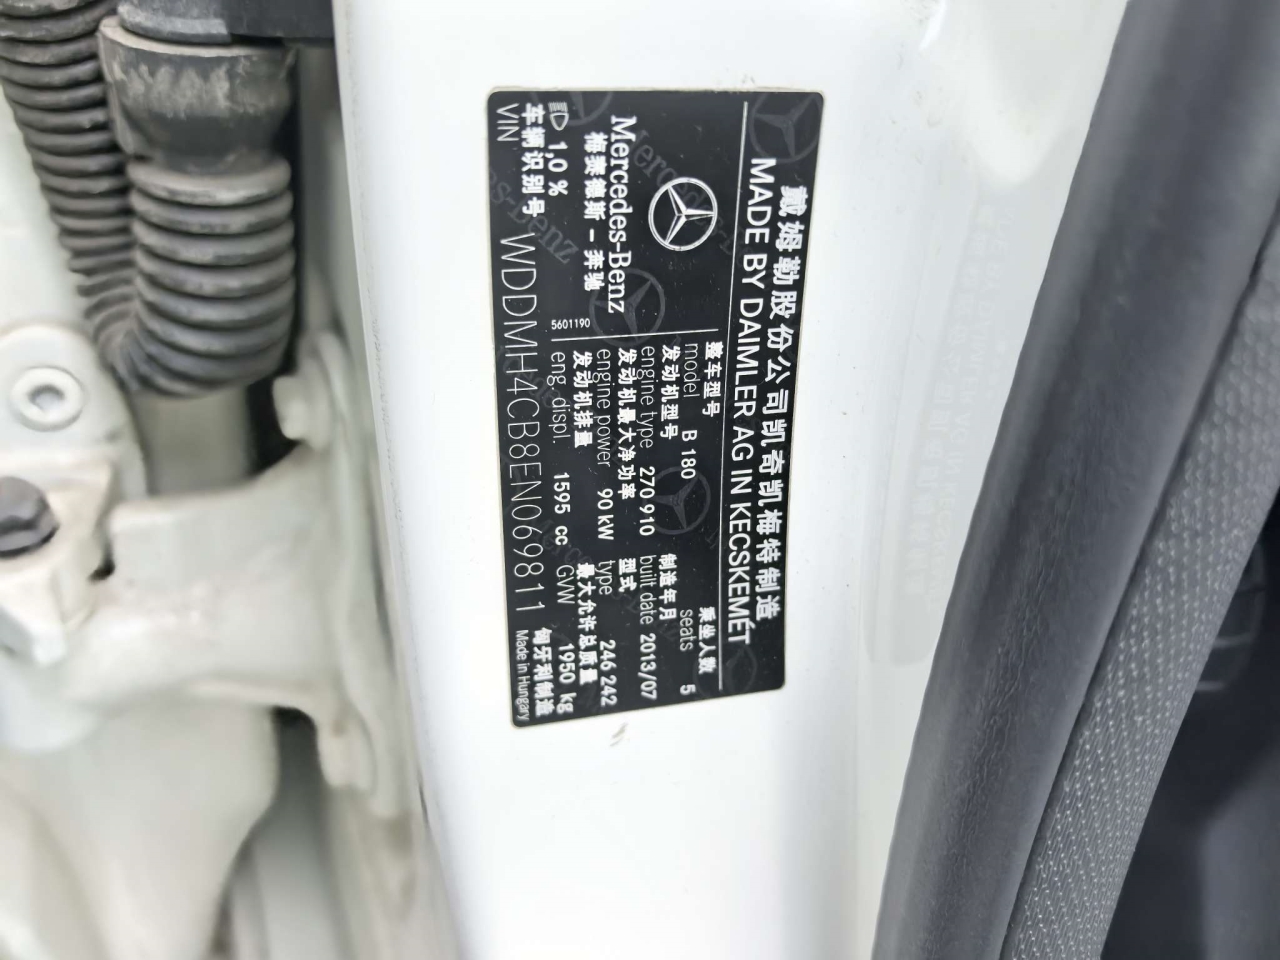 戴姆勒股份公司凯奇凯梅特制造
MADE BY DAIMLER AG IN KECSKEMÉT
Mercedes-Benz
梅赛德斯-奔驰
1,0 %
5601190
整车型号 乘坐人数
model B 180 seats 5
发动机型号 制造年月
engine type 270 910 built date 2013/07
发动机最大净功率 型式
engine power 90 kW type 246 242
发动机排量 最大允许总质量
eng. displ. 1595 cc GVW 1950 kg
车辆识别号 匈牙利制造
VIN WDDMH4CB8EN069811 Made in Hungary